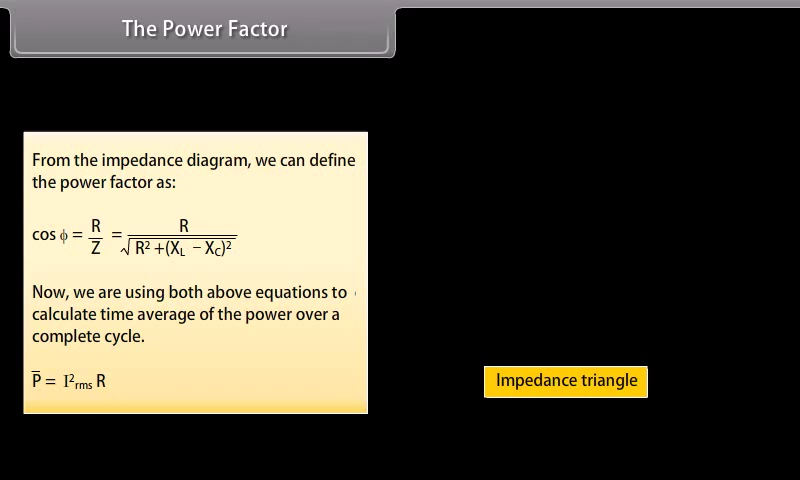 The Power Factor
From the impedance diagram, we can define
the power factor as:
cos ϕ = R/Z = R/√(R² +(X_L − X_C)²)
Now, we are using both above equations to
calculate time average of the power over a
complete cycle.
P̅ = I²rms R
Impedance triangle